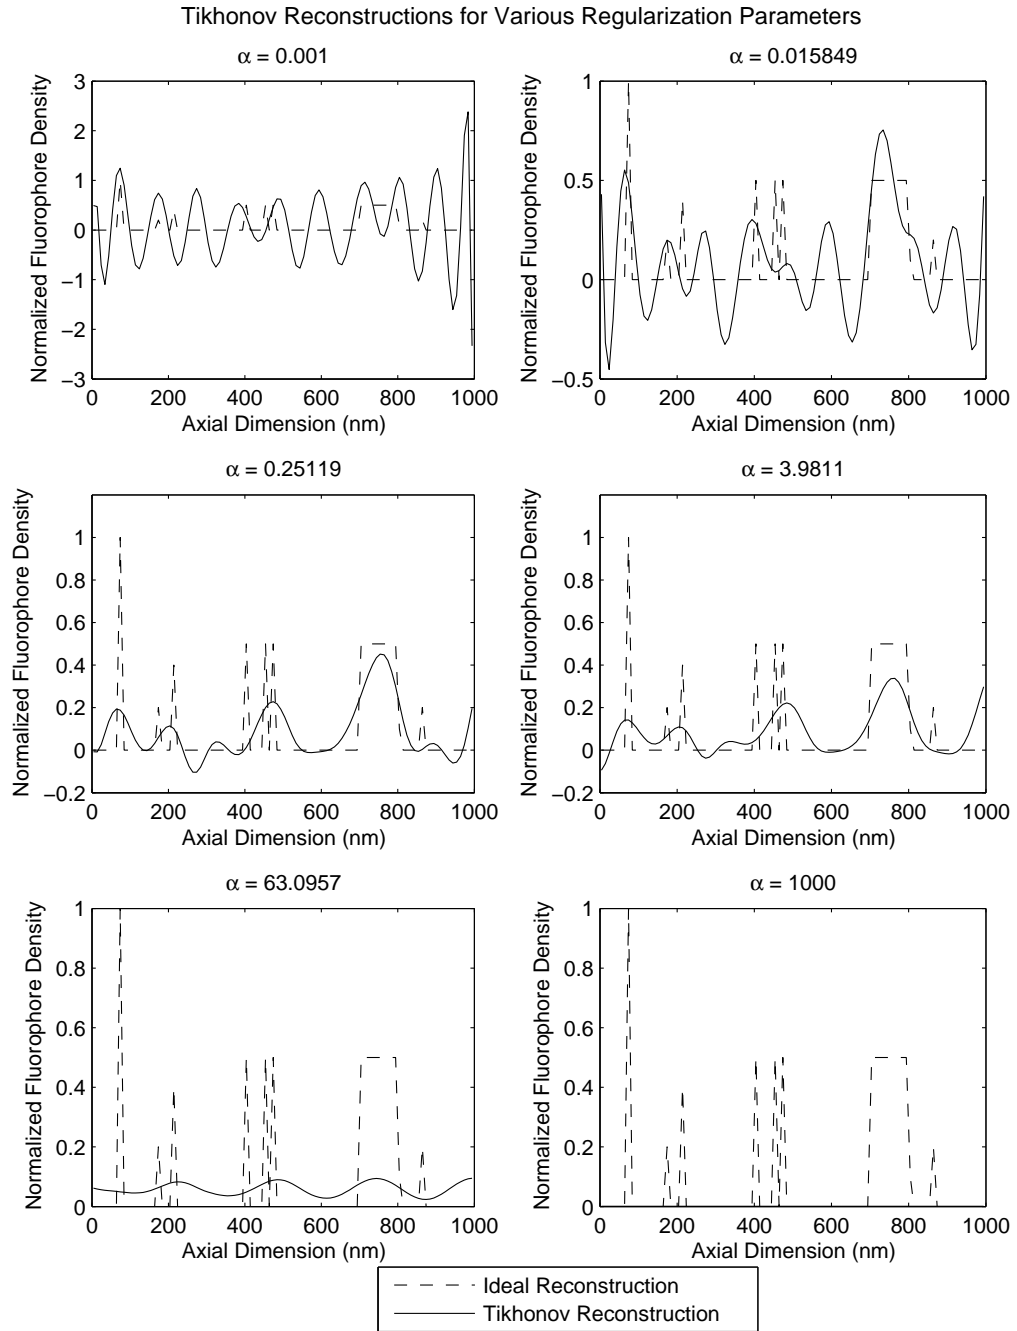 Tikhonov Reconstructions for Various Regularization Parameters
α = 0.001
Normalized Fluorophore Density
3
2
1
0
−1
−2
−3
0 200 400 600 800 1000
Axial Dimension (nm)
α = 0.015849
Normalized Fluorophore Density
1
0.5
0
−0.5
0 200 400 600 800 1000
Axial Dimension (nm)
α = 0.25119
Normalized Fluorophore Density
1
0.8
0.6
0.4
0.2
0
−0.2
0 200 400 600 800 1000
Axial Dimension (nm)
α = 3.9811
Normalized Fluorophore Density
1
0.8
0.6
0.4
0.2
0
−0.2
0 200 400 600 800 1000
Axial Dimension (nm)
α = 63.0957
Normalized Fluorophore Density
1
0.8
0.6
0.4
0.2
0
0 200 400 600 800 1000
Axial Dimension (nm)
α = 1000
Normalized Fluorophore Density
1
0.8
0.6
0.4
0.2
0
0 200 400 600 800 1000
Axial Dimension (nm)
Ideal Reconstruction
Tikhonov Reconstruction